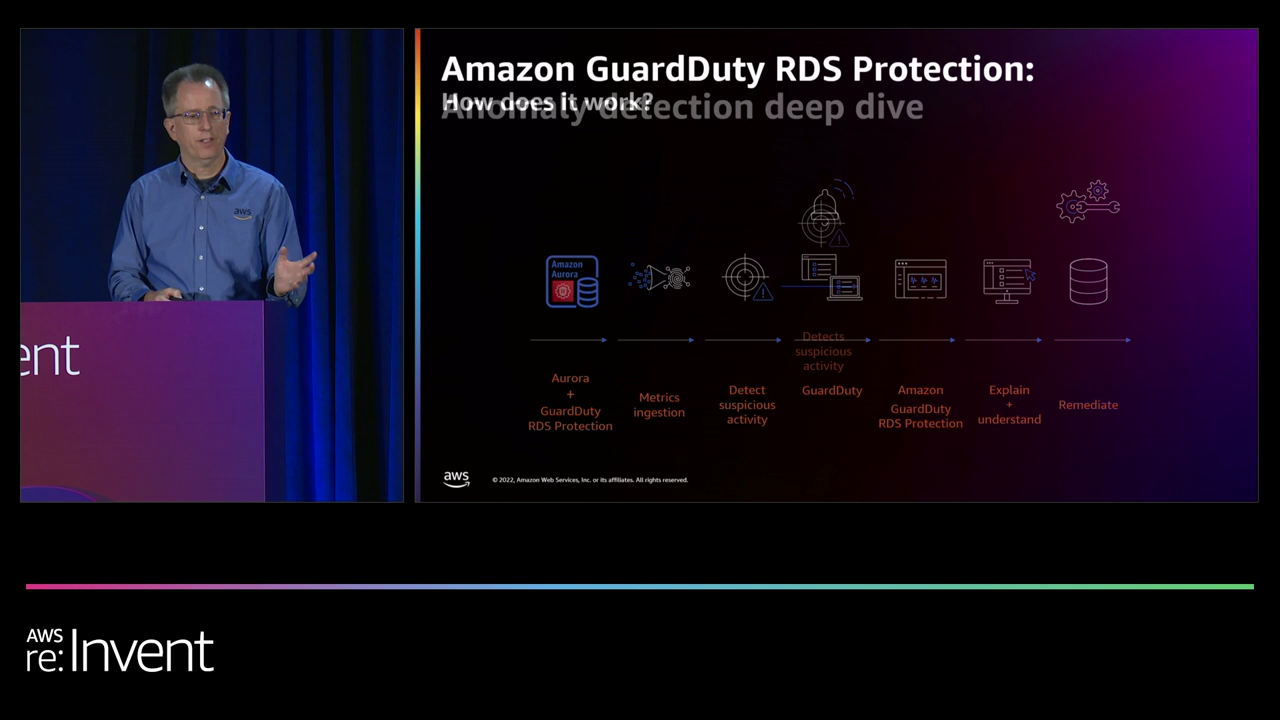 aws
ent
Amazon GuardDuty RDS Protection:
How does it work?
Anomaly detection deep dive
Amazon
Aurora
Aurora
+
GuardDuty
RDS Protection
Metrics
ingestion
Detect
suspicious
activity
Detects
suspicious
activity
GuardDuty
Amazon
GuardDuty
RDS Protection
Explain
+
understand
Remediate
aws
© 2022, Amazon Web Services, Inc. or its affiliates. All rights reserved.
AWS
re:Invent